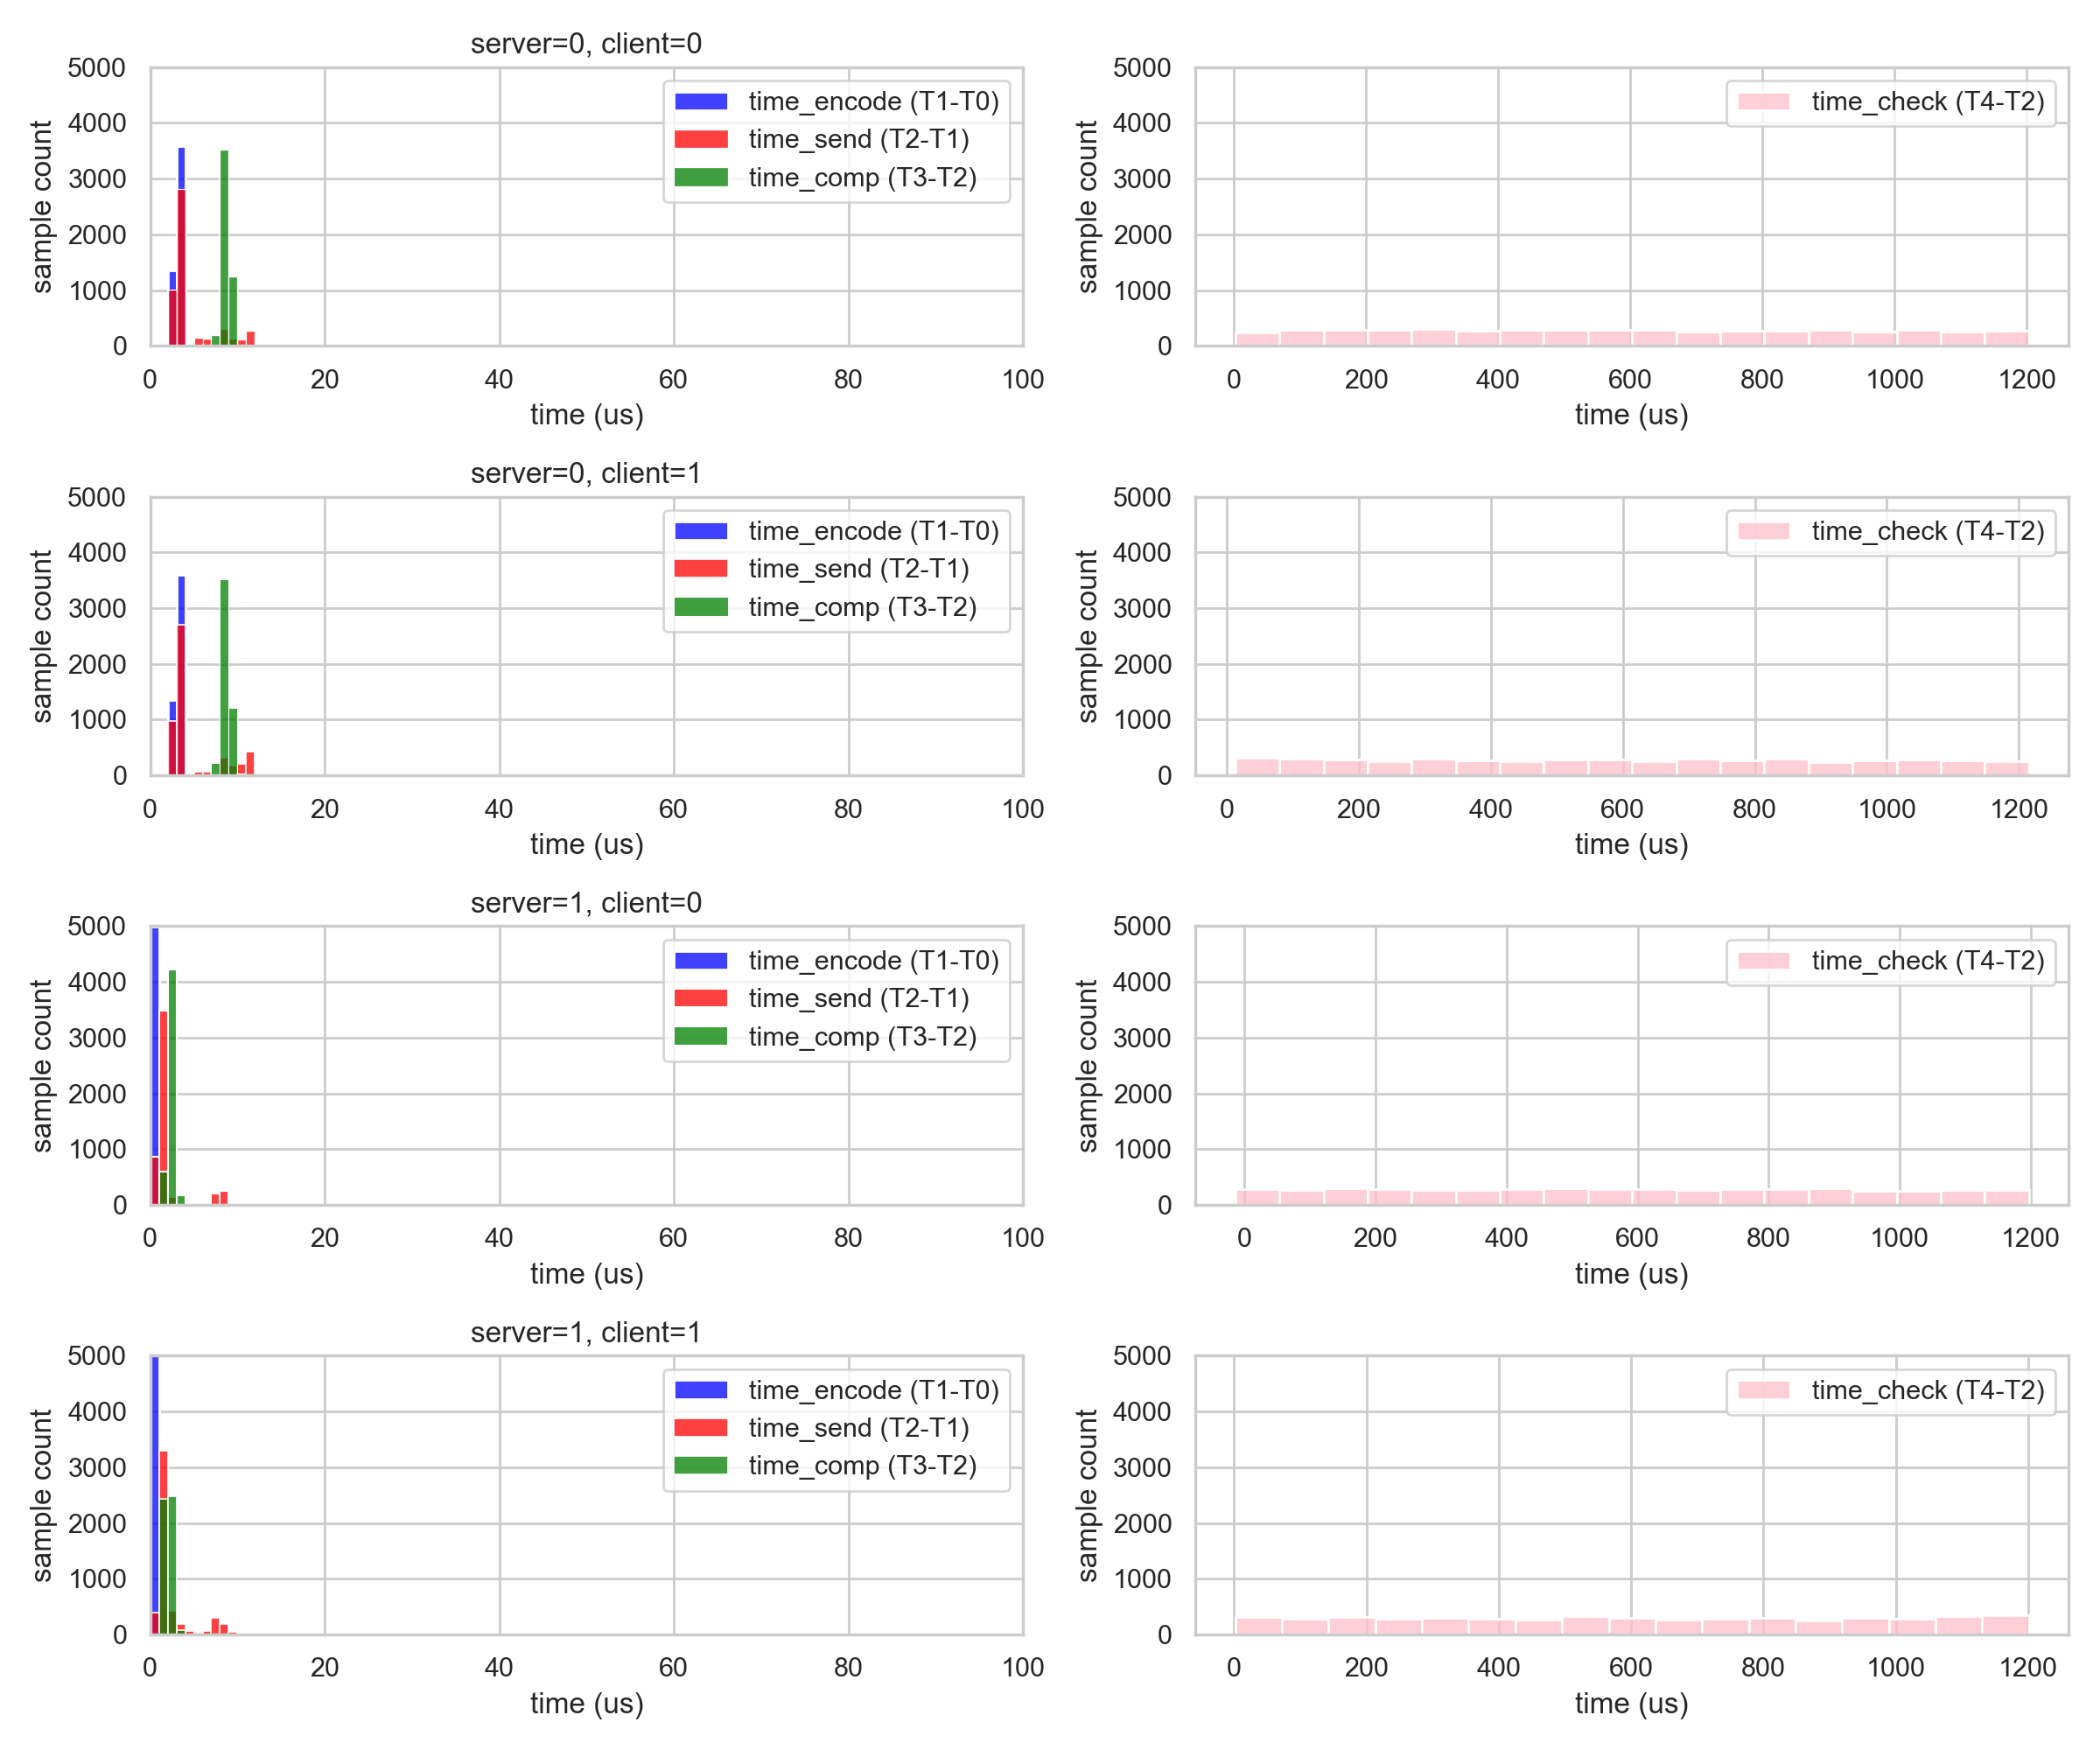 server=0, client=0
5000
4000
3000
2000
1000
0
sample count
time_encode (T1-T0)
time_send (T2-T1)
time_comp (T3-T2)
0 20 40 60 80 100
time (us)
5000
4000
3000
2000
1000
0
sample count
time_check (T4-T2)
0 200 400 600 800 1000 1200
time (us)
server=0, client=1
5000
4000
3000
2000
1000
0
sample count
time_encode (T1-T0)
time_send (T2-T1)
time_comp (T3-T2)
0 20 40 60 80 100
time (us)
5000
4000
3000
2000
1000
0
sample count
time_check (T4-T2)
0 200 400 600 800 1000 1200
time (us)
server=1, client=0
5000
4000
3000
2000
1000
0
sample count
time_encode (T1-T0)
time_send (T2-T1)
time_comp (T3-T2)
0 20 40 60 80 100
time (us)
5000
4000
3000
2000
1000
0
sample count
time_check (T4-T2)
0 200 400 600 800 1000 1200
time (us)
server=1, client=1
5000
4000
3000
2000
1000
0
sample count
time_encode (T1-T0)
time_send (T2-T1)
time_comp (T3-T2)
0 20 40 60 80 100
time (us)
5000
4000
3000
2000
1000
0
sample count
time_check (T4-T2)
0 200 400 600 800 1000 1200
time (us)